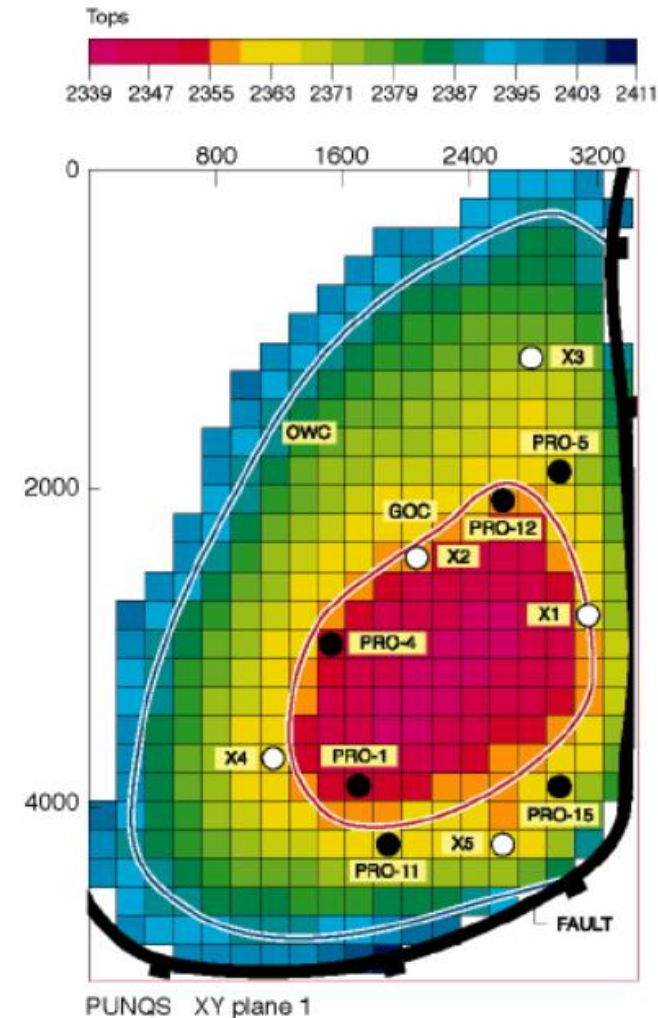 Tops
2339 2347 2355 2363 2371 2379 2387 2395 2403 2411
800 1600 2400 3200
0
X3
OWC
PRO-5
2000
GOC
PRO-12
X2
X1
PRO-4
X4
PRO-1
4000
PRO-15
X5
PRO-11
FAULT
PUNQS XY plane 1